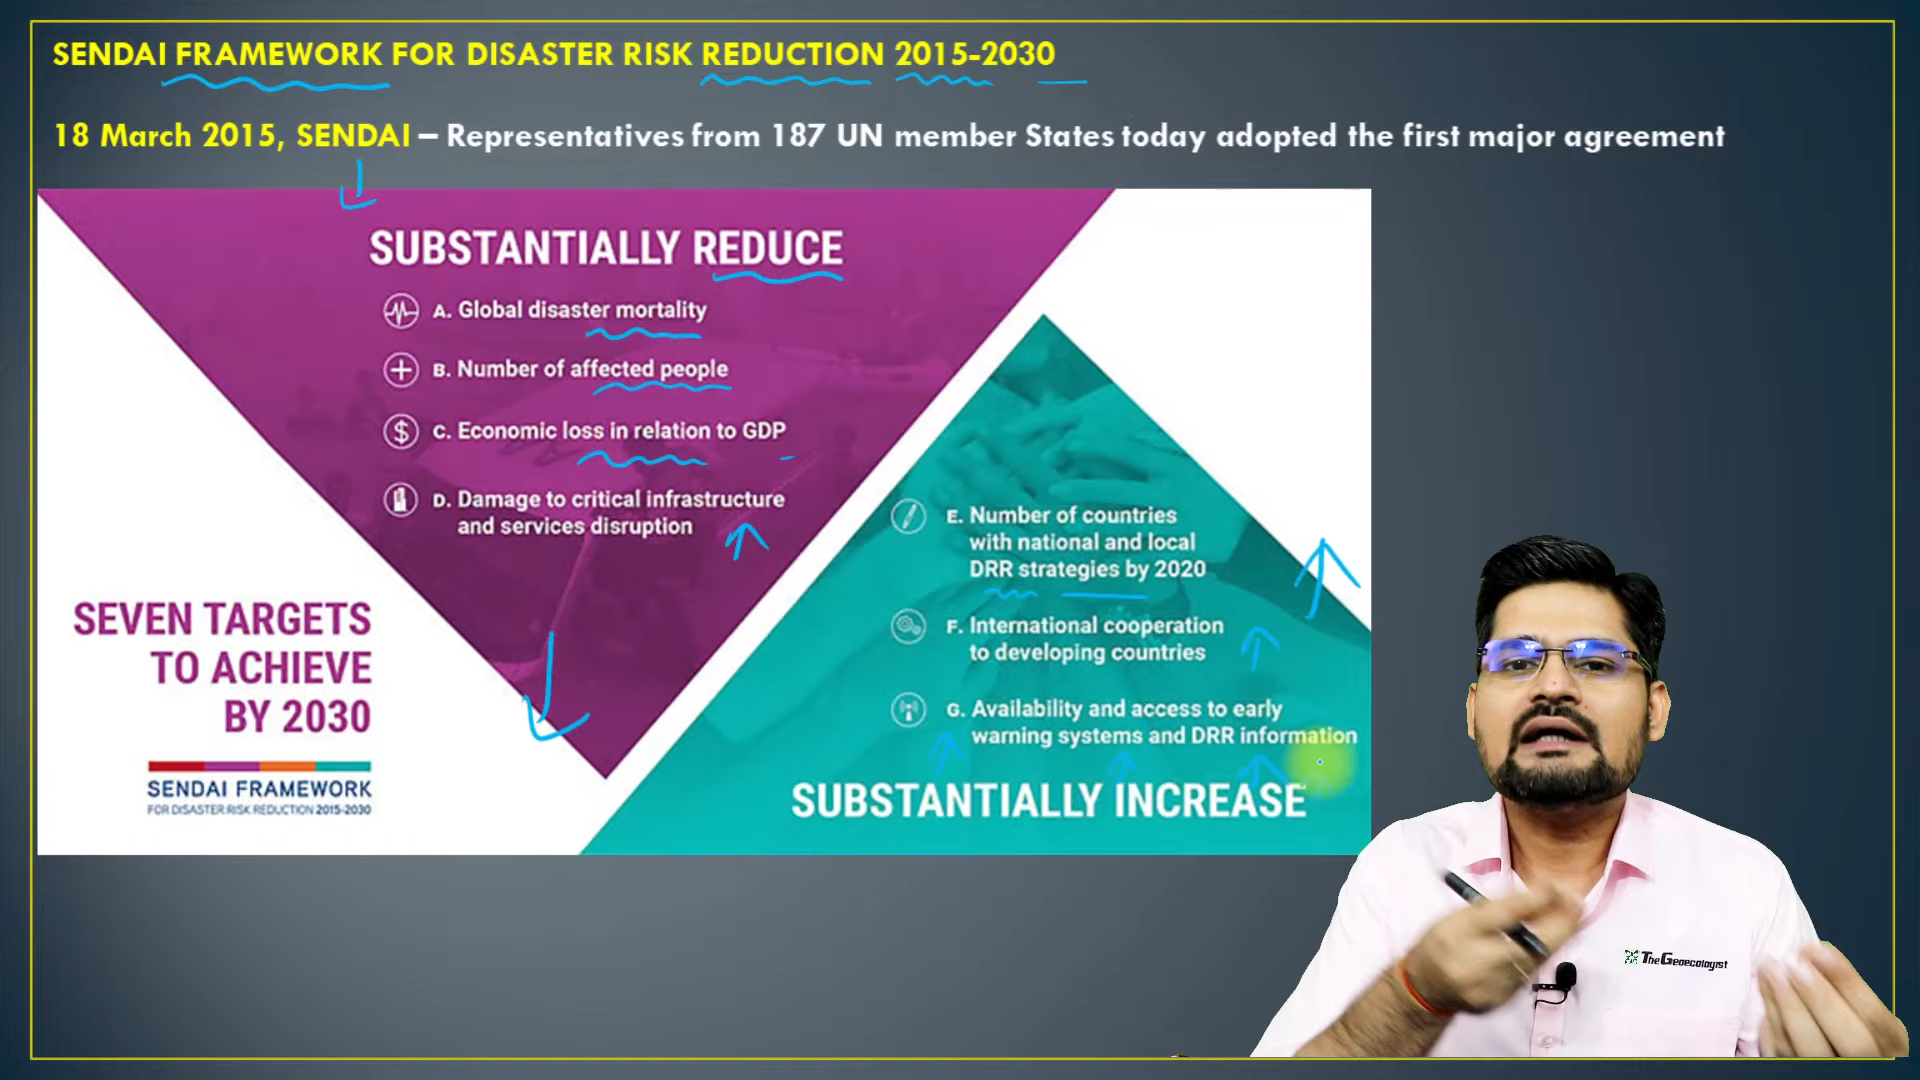 SENDAI FRAMEWORK FOR DISASTER RISK REDUCTION 2015-2030
18 March 2015, SENDAI – Representatives from 187 UN member States today adopted the first major agreement
SUBSTANTIALLY REDUCE
A. Global disaster mortality
B. Number of affected people
C. Economic loss in relation to GDP
D. Damage to critical infrastructure
and services disruption
SEVEN TARGETS
TO ACHIEVE
BY 2030
SENDAI FRAMEWORK
FOR DISASTER RISK REDUCTION 2015-2030
E. Number of countries
with national and local
DRR strategies by 2020
F. International cooperation
to developing countries
G. Availability and access to early
warning systems and DRR information
SUBSTANTIALLY INCREASE
TheGeoecologist